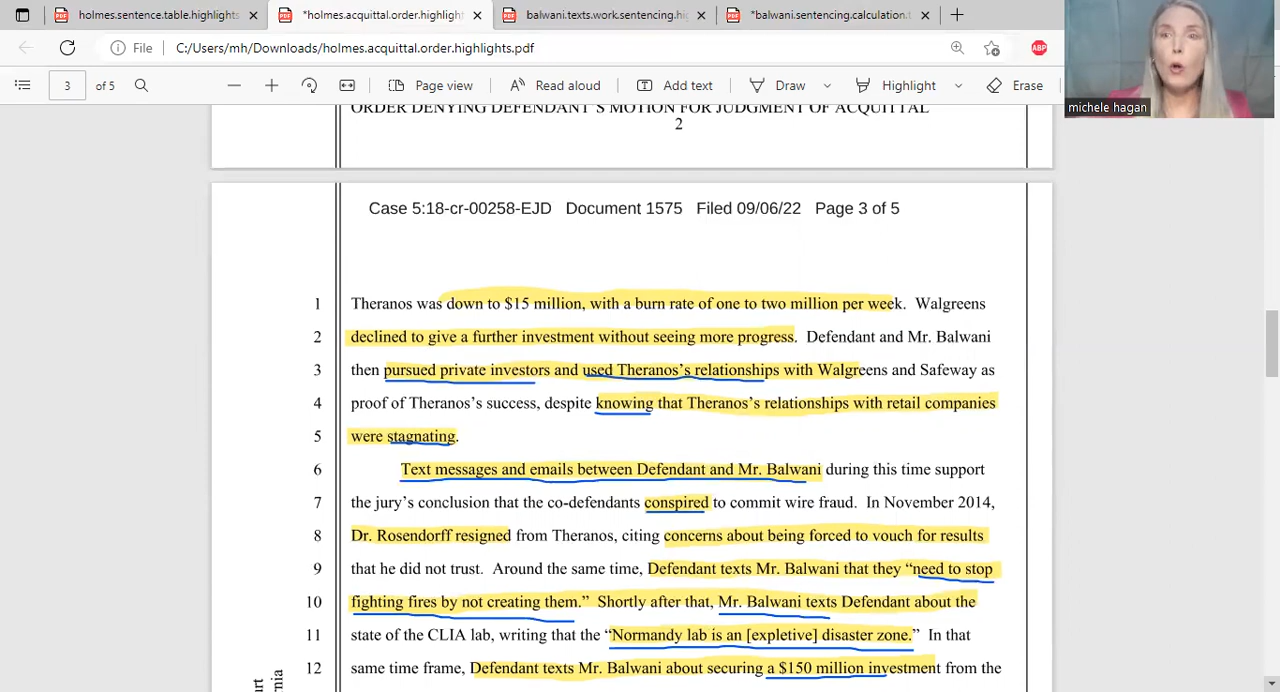 holmes.sentence.table.highlights
*holmes.acquittal.order.highligh
balwani.texts.work.sentencing.hi
*balwani.sentencing.calculation.
File C:/Users/mh/Downloads/holmes.acquittal.order.highlights.pdf
ABP
3 of 5 Page view Read aloud Add text Draw Highlight Erase
michele hagan
ORDER DENYING DEFENDANT'S MOTION FOR JUDGMENT OF ACQUITTAL
2
Case 5:18-cr-00258-EJD Document 1575 Filed 09/06/22 Page 3 of 5
1 Theranos was down to $15 million, with a burn rate of one to two million per week. Walgreens
2 declined to give a further investment without seeing more progress. Defendant and Mr. Balwani
3 then pursued private investors and used Theranos's relationships with Walgreens and Safeway as
4 proof of Theranos's success, despite knowing that Theranos's relationships with retail companies
5 were stagnating.
6 Text messages and emails between Defendant and Mr. Balwani during this time support
7 the jury's conclusion that the co-defendants conspired to commit wire fraud. In November 2014,
8 Dr. Rosendorff resigned from Theranos, citing concerns about being forced to vouch for results
9 that he did not trust. Around the same time, Defendant texts Mr. Balwani that they "need to stop
10 fighting fires by not creating them." Shortly after that, Mr. Balwani texts Defendant about the
11 state of the CLIA lab, writing that the "Normandy lab is an [expletive] disaster zone." In that
12 same time frame, Defendant texts Mr. Balwani about securing a $150 million investment from the
rt
nia